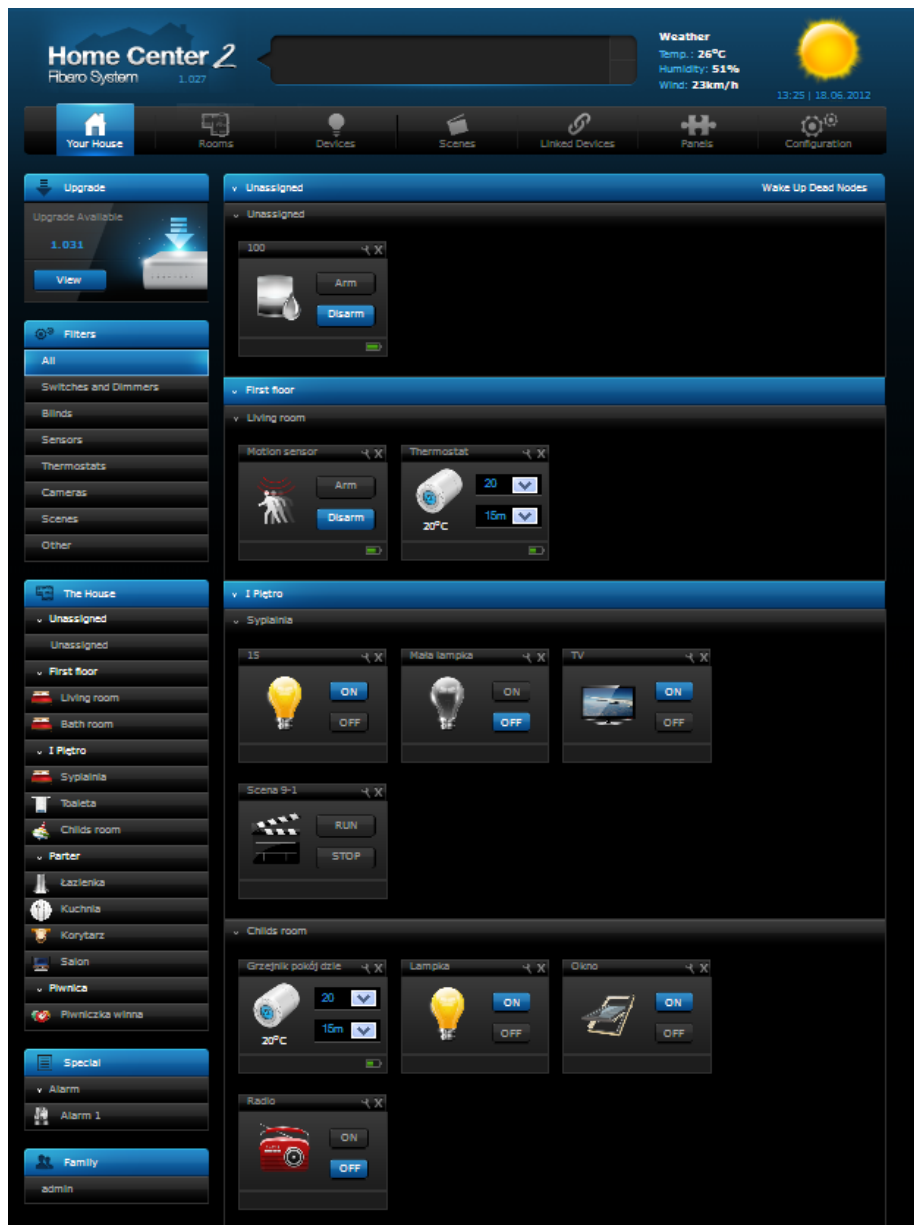 Home Center 2
Fibaro System 1.027
Weather
Temp.: 26°C
Humidity: 51%
Wind: 23km/h
13:25 | 18.06.2012
Your House
Rooms
Devices
Scenes
Linked Devices
Panels
Configuration
Upgrade
Upgrade Available
1.031
View
Filters
All
Switches and Dimmers
Blinds
Sensors
Thermostats
Cameras
Scenes
Other
The House
Unassigned
Unassigned
First floor
Living room
Bath room
I Piętro
Sypialnia
Toaleta
Childs room
Parter
Łazienka
Kuchnia
Korytarz
Salon
Piwnica
Piwniczka winna
Special
Alarm
Alarm 1
Family
admin
Unassigned Wake Up Dead Nodes
Unassigned
100
Arm
Disarm
First floor
Living room
Motion sensor
Arm
Disarm
Thermostat
20
15m
20°C
I Piętro
Sypialnia
15
ON
OFF
Mała lampka
ON
OFF
TV
ON
OFF
Scena 9-1
RUN
STOP
Childs room
Grzejnik pokój dzie
20
15m
20°C
Lampka
ON
OFF
Okno
ON
OFF
Radio
ON
OFF